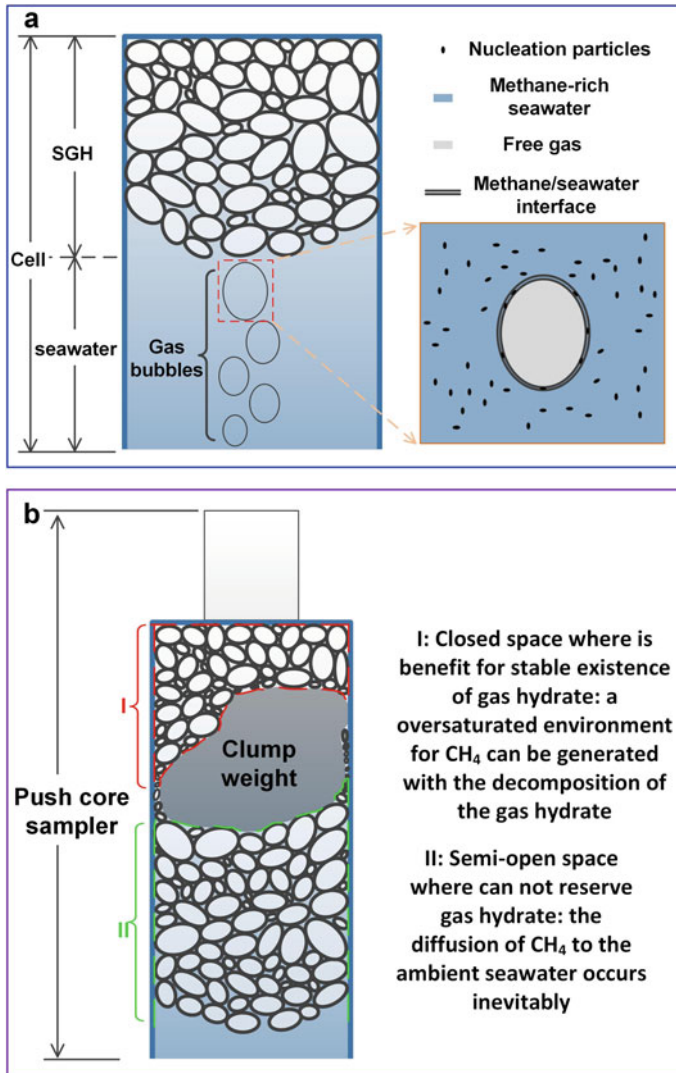 a
SGH
Cell
seawater
Gas
bubbles
Nucleation particles
Methane-rich
seawater
Free gas
Methane/seawater
interface
b
I
Clump
weight
Push core
sampler
II
I: Closed space where is
benefit for stable existence
of gas hydrate: a
oversaturated environment
for CH₄ can be generated
with the decomposition of
the gas hydrate
II: Semi-open space
where can not reserve
gas hydrate: the
diffusion of CH₄ to the
ambient seawater occurs
inevitably